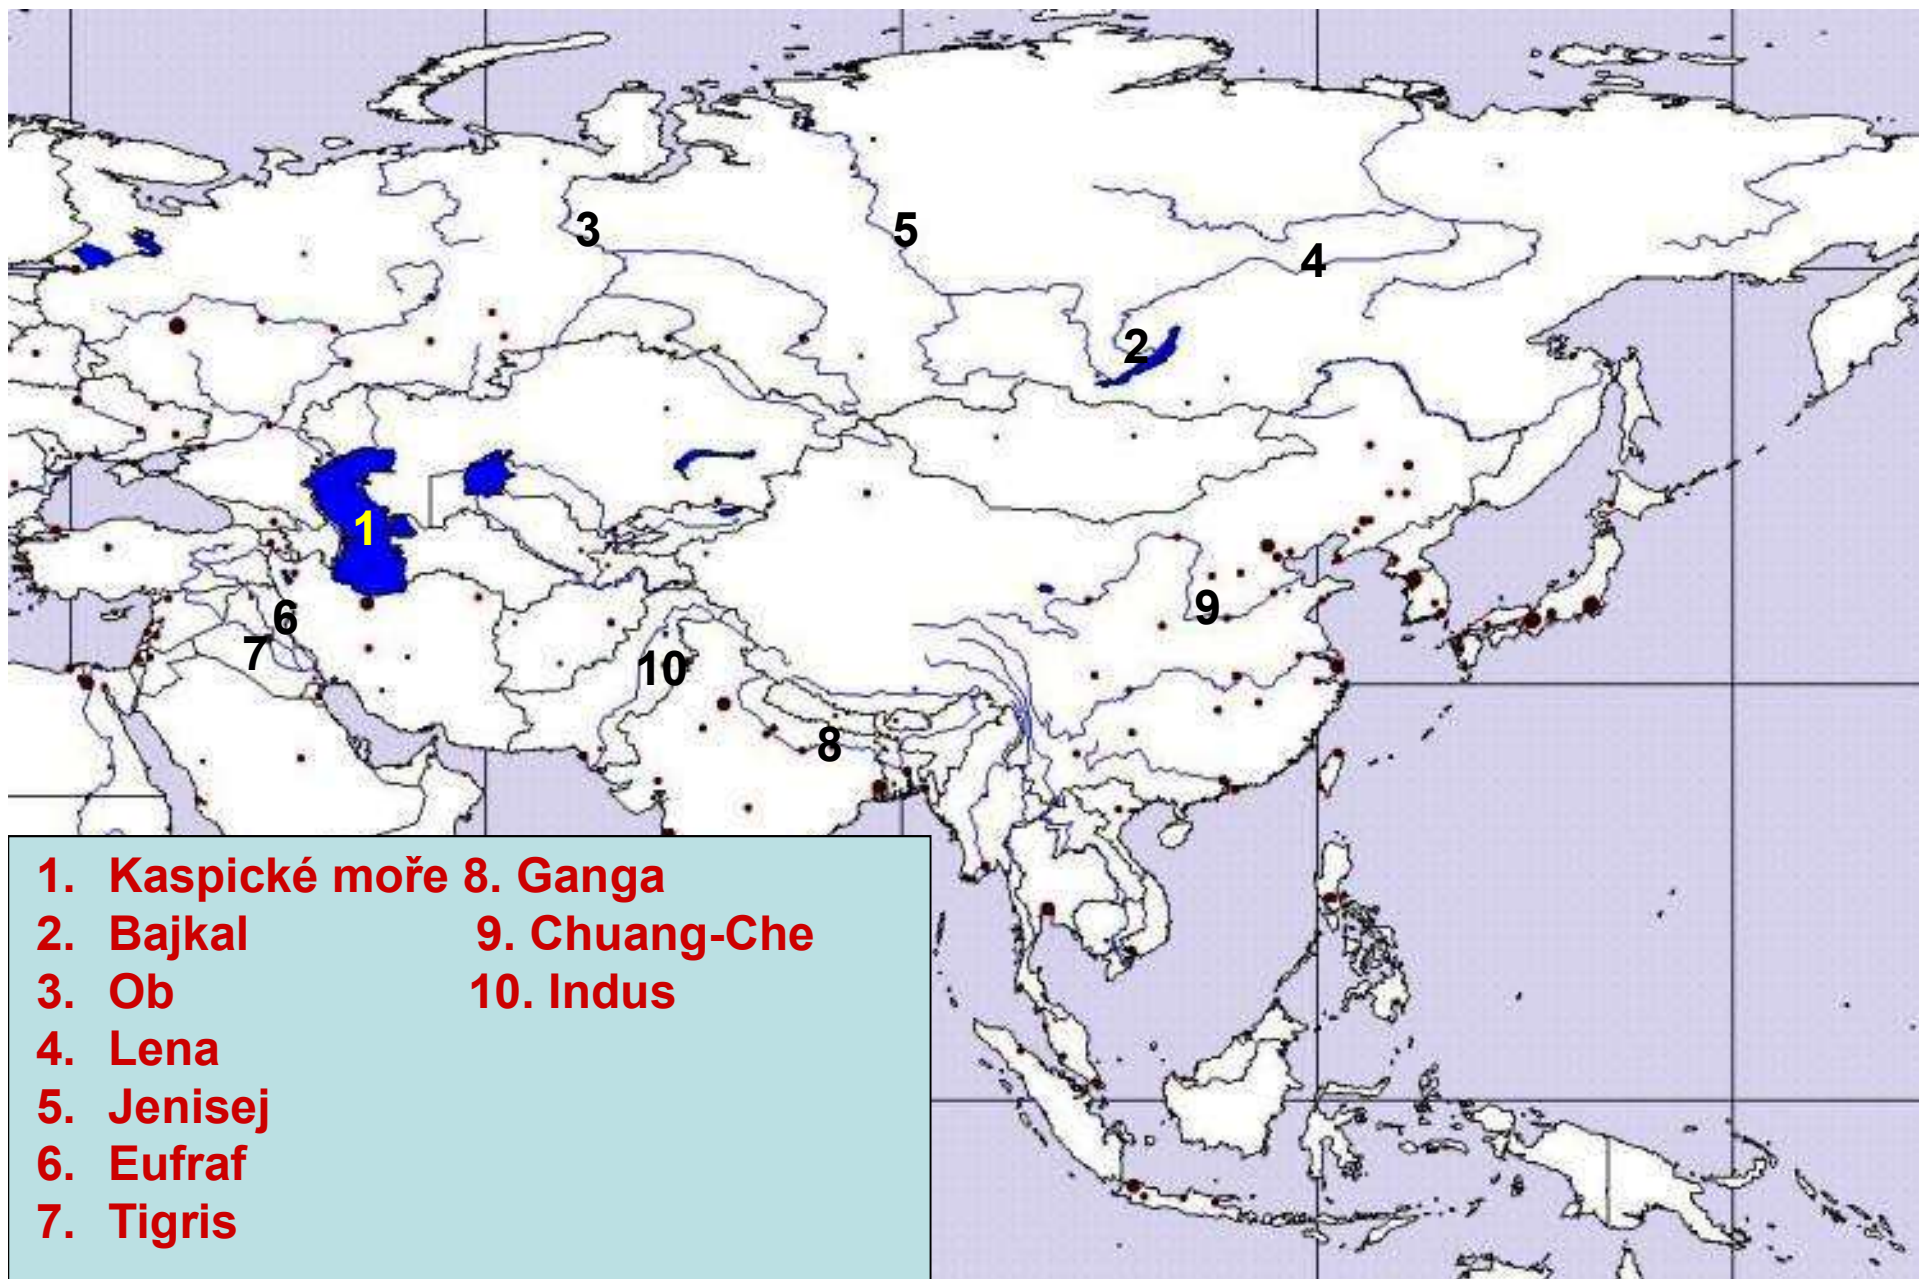 3
5
4
2
1
6
9
7
10
8
1. Kaspické moře 8. Ganga
2. Bajkal 9. Chuang-Che
3. Ob 10. Indus
4. Lena
5. Jenisej
6. Eufraf
7. Tigris